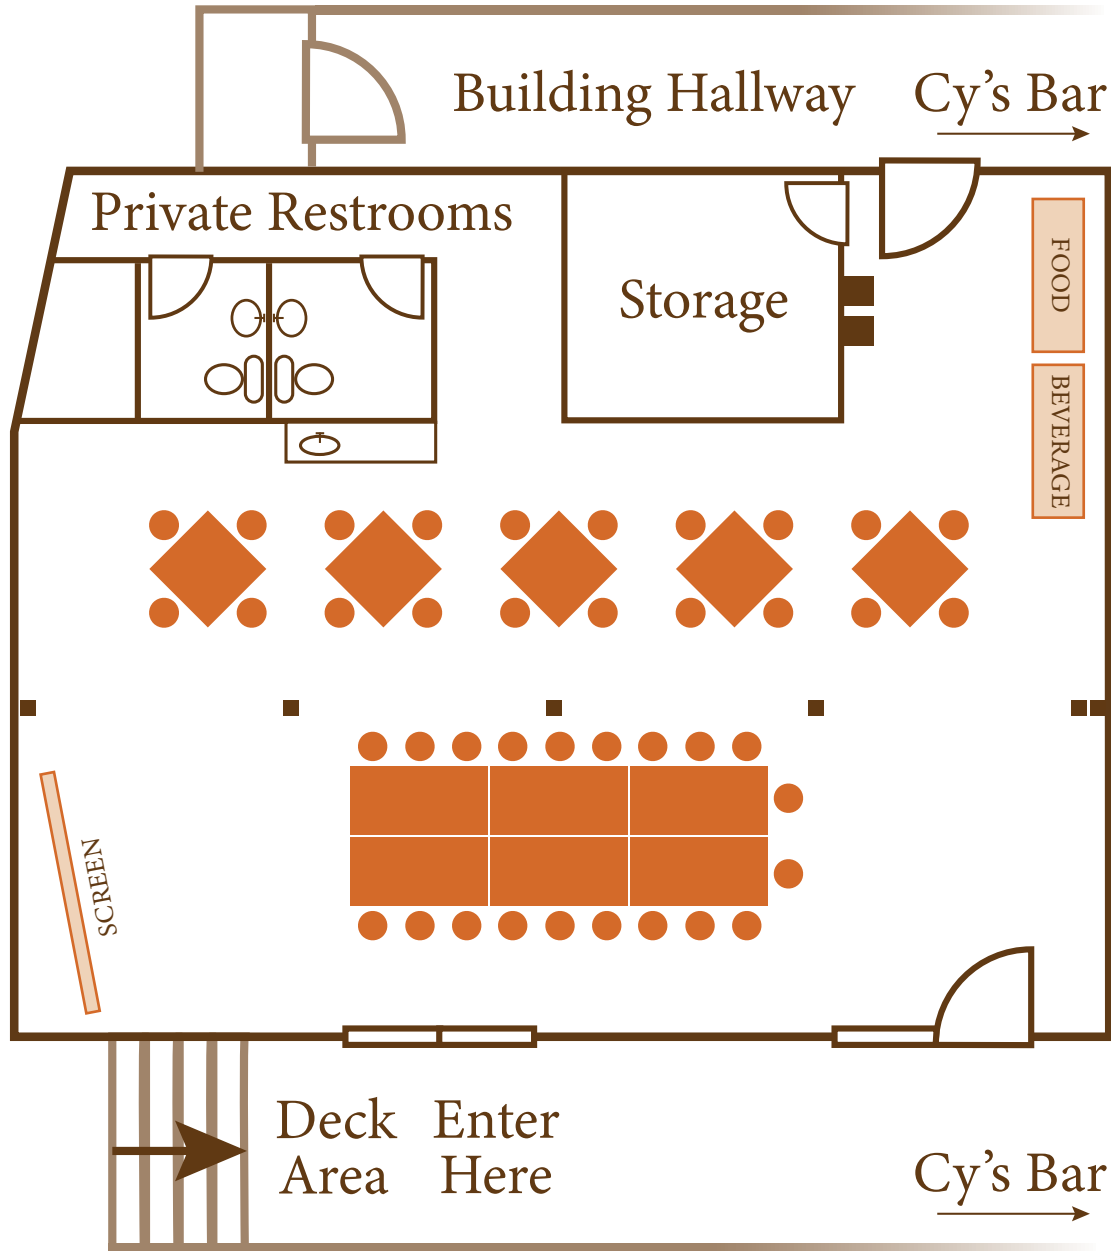 Building Hallway
Cy’s Bar
Private Restrooms
Storage
FOOD
BEVERAGE
SCREEN
Deck
Area
Enter
Here
Cy’s Bar